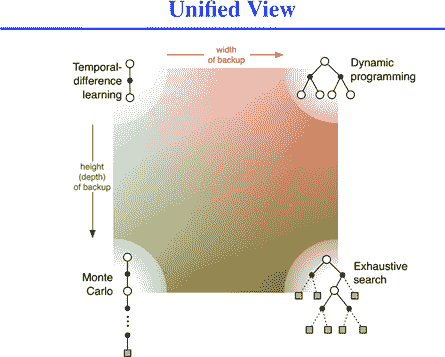 Unified View
width
of backup
Temporal-
difference
learning
Dynamic
programming
height
(depth)
of backup
Monte
Carlo
Exhaustive
search